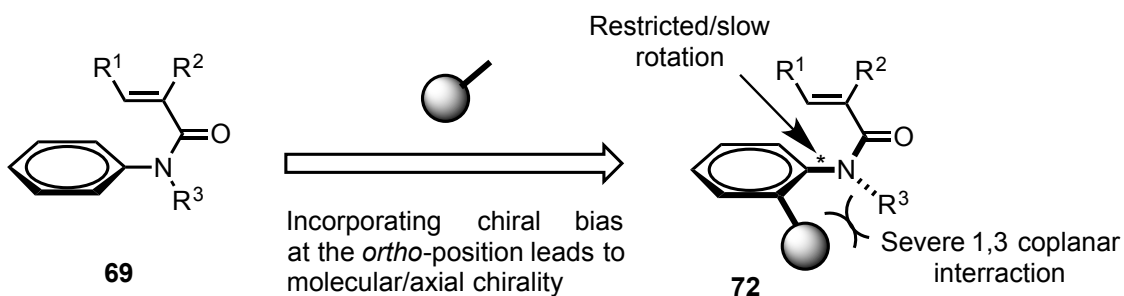 Restricted/slow
rotation
R1 R2
O
N
R3
69
Incorporating chiral bias
at the ortho-position leads to
molecular/axial chirality
R1 R2
O
*
N
R3
Severe 1,3 coplanar
interraction
72